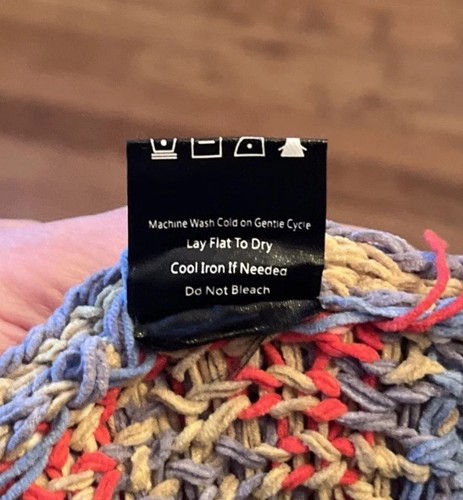 Machine Wash Cold on Gentle Cycle
Lay Flat To Dry
Cool Iron If Needed
Do Not Bleach